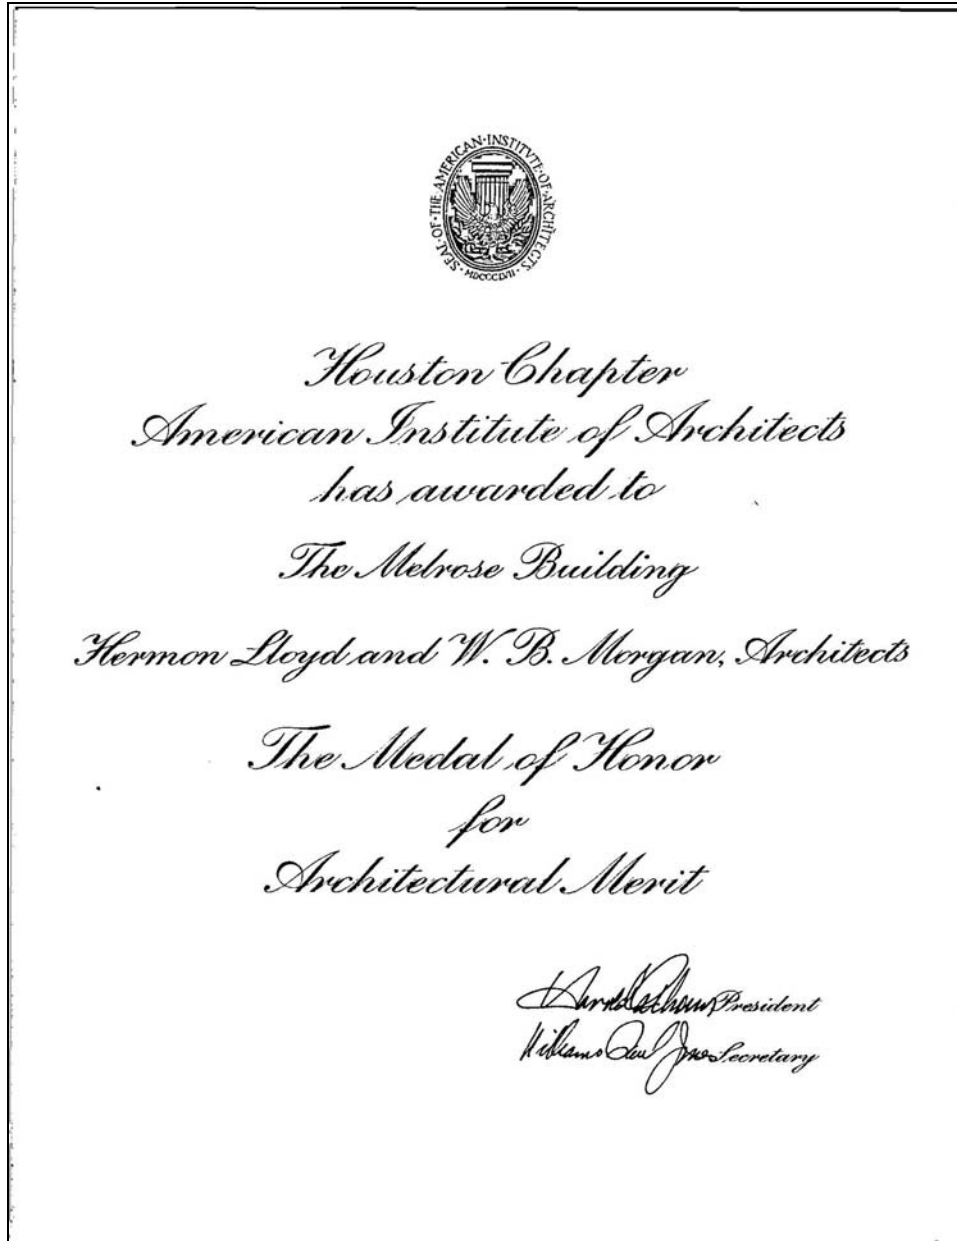 SEAL·OF·THE·AMERICAN·INSTITVTE·OF·ARCHITECTS·
MDCCCLVII
Houston Chapter
American Institute of Architects
has awarded to
The Melrose Building
Hermon Lloyd and W. B. Morgan, Architects
The Medal of Honor
for
Architectural Merit
President
Secretary